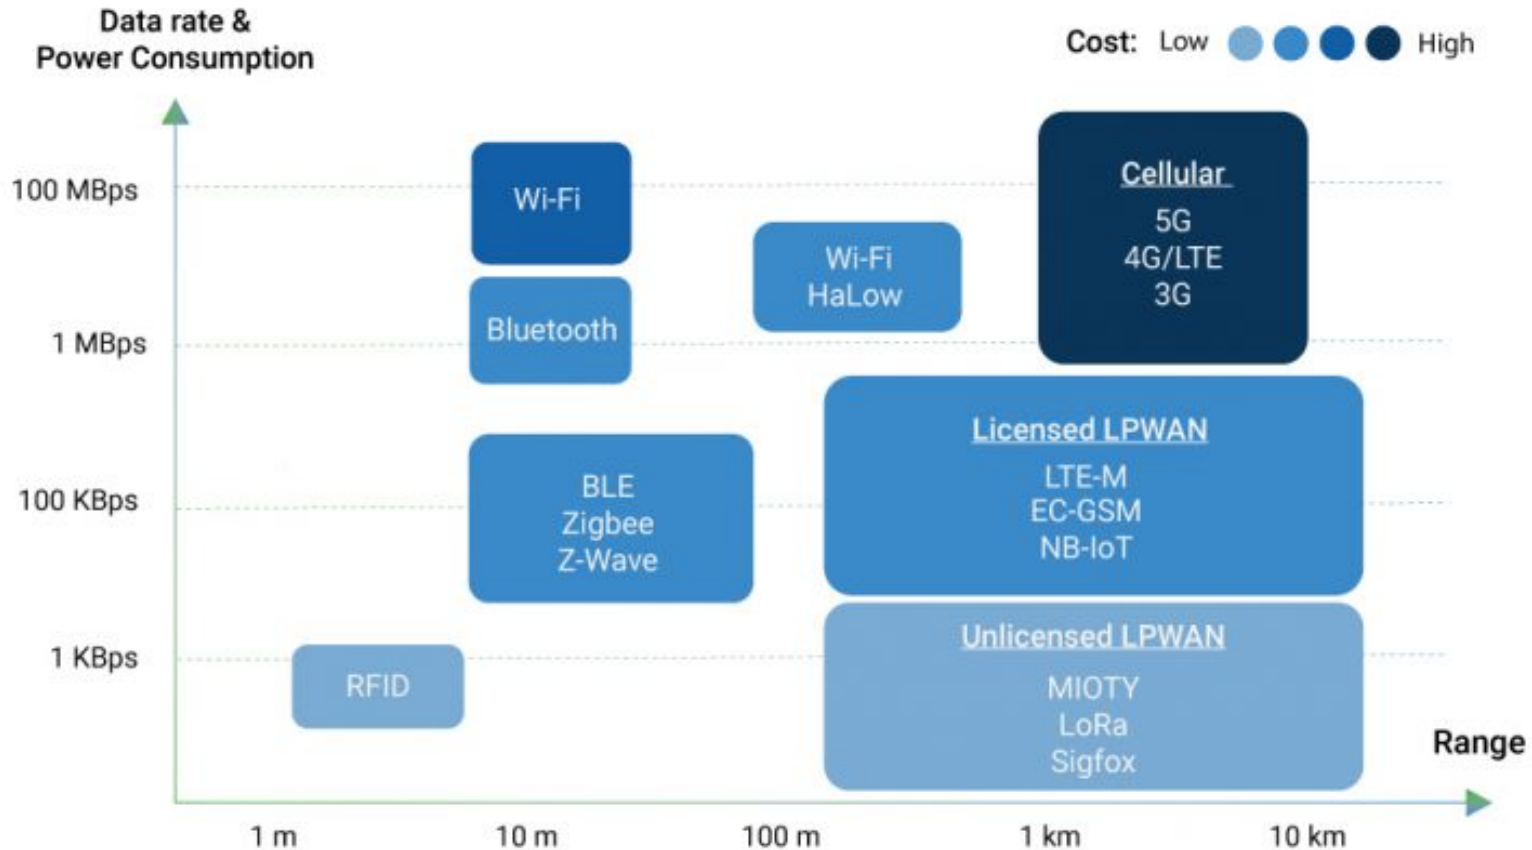 Data rate &
Power Consumption
Cost: Low High
100 MBps
1 MBps
100 KBps
1 KBps
Wi-Fi
Bluetooth
Wi-Fi
HaLow
Cellular
5G
4G/LTE
3G
BLE
Zigbee
Z-Wave
Licensed LPWAN
LTE-M
EC-GSM
NB-IoT
RFID
Unlicensed LPWAN
MIOTY
LoRa
Sigfox
Range
1 m
10 m
100 m
1 km
10 km